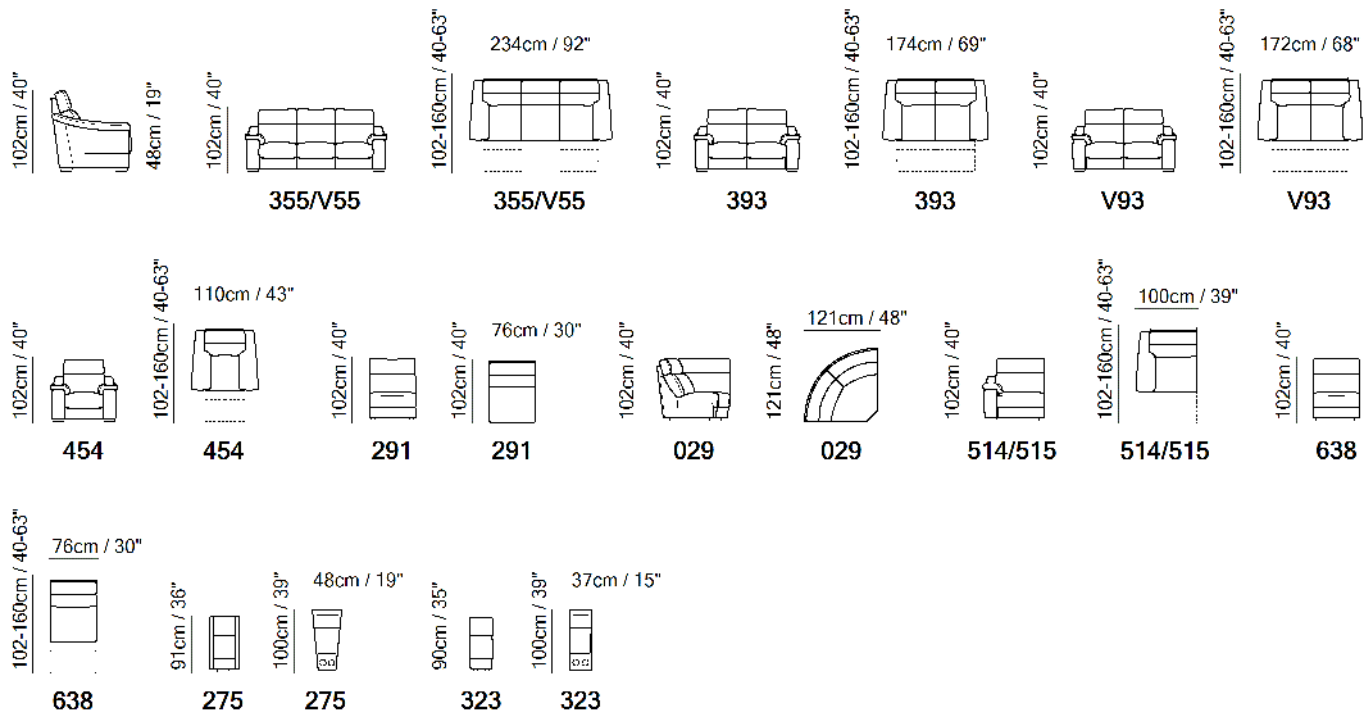 102cm / 40"
48cm / 19"
102cm / 40"
355/V55
102-160cm / 40-63"
234cm / 92"
355/V55
102cm / 40"
393
102-160cm / 40-63"
174cm / 69"
393
102cm / 40"
V93
102-160cm / 40-63"
172cm / 68"
V93
102cm / 40"
454
102-160cm / 40-63"
110cm / 43"
454
102cm / 40"
291
102cm / 40"
76cm / 30"
291
102cm / 40"
029
121cm / 48"
121cm / 48"
029
102cm / 40"
514/515
102-160cm / 40-63"
100cm / 39"
514/515
102cm / 40"
638
102-160cm / 40-63"
76cm / 30"
638
91cm / 36"
275
100cm / 39"
48cm / 19"
275
90cm / 35"
323
100cm / 39"
37cm / 15"
323